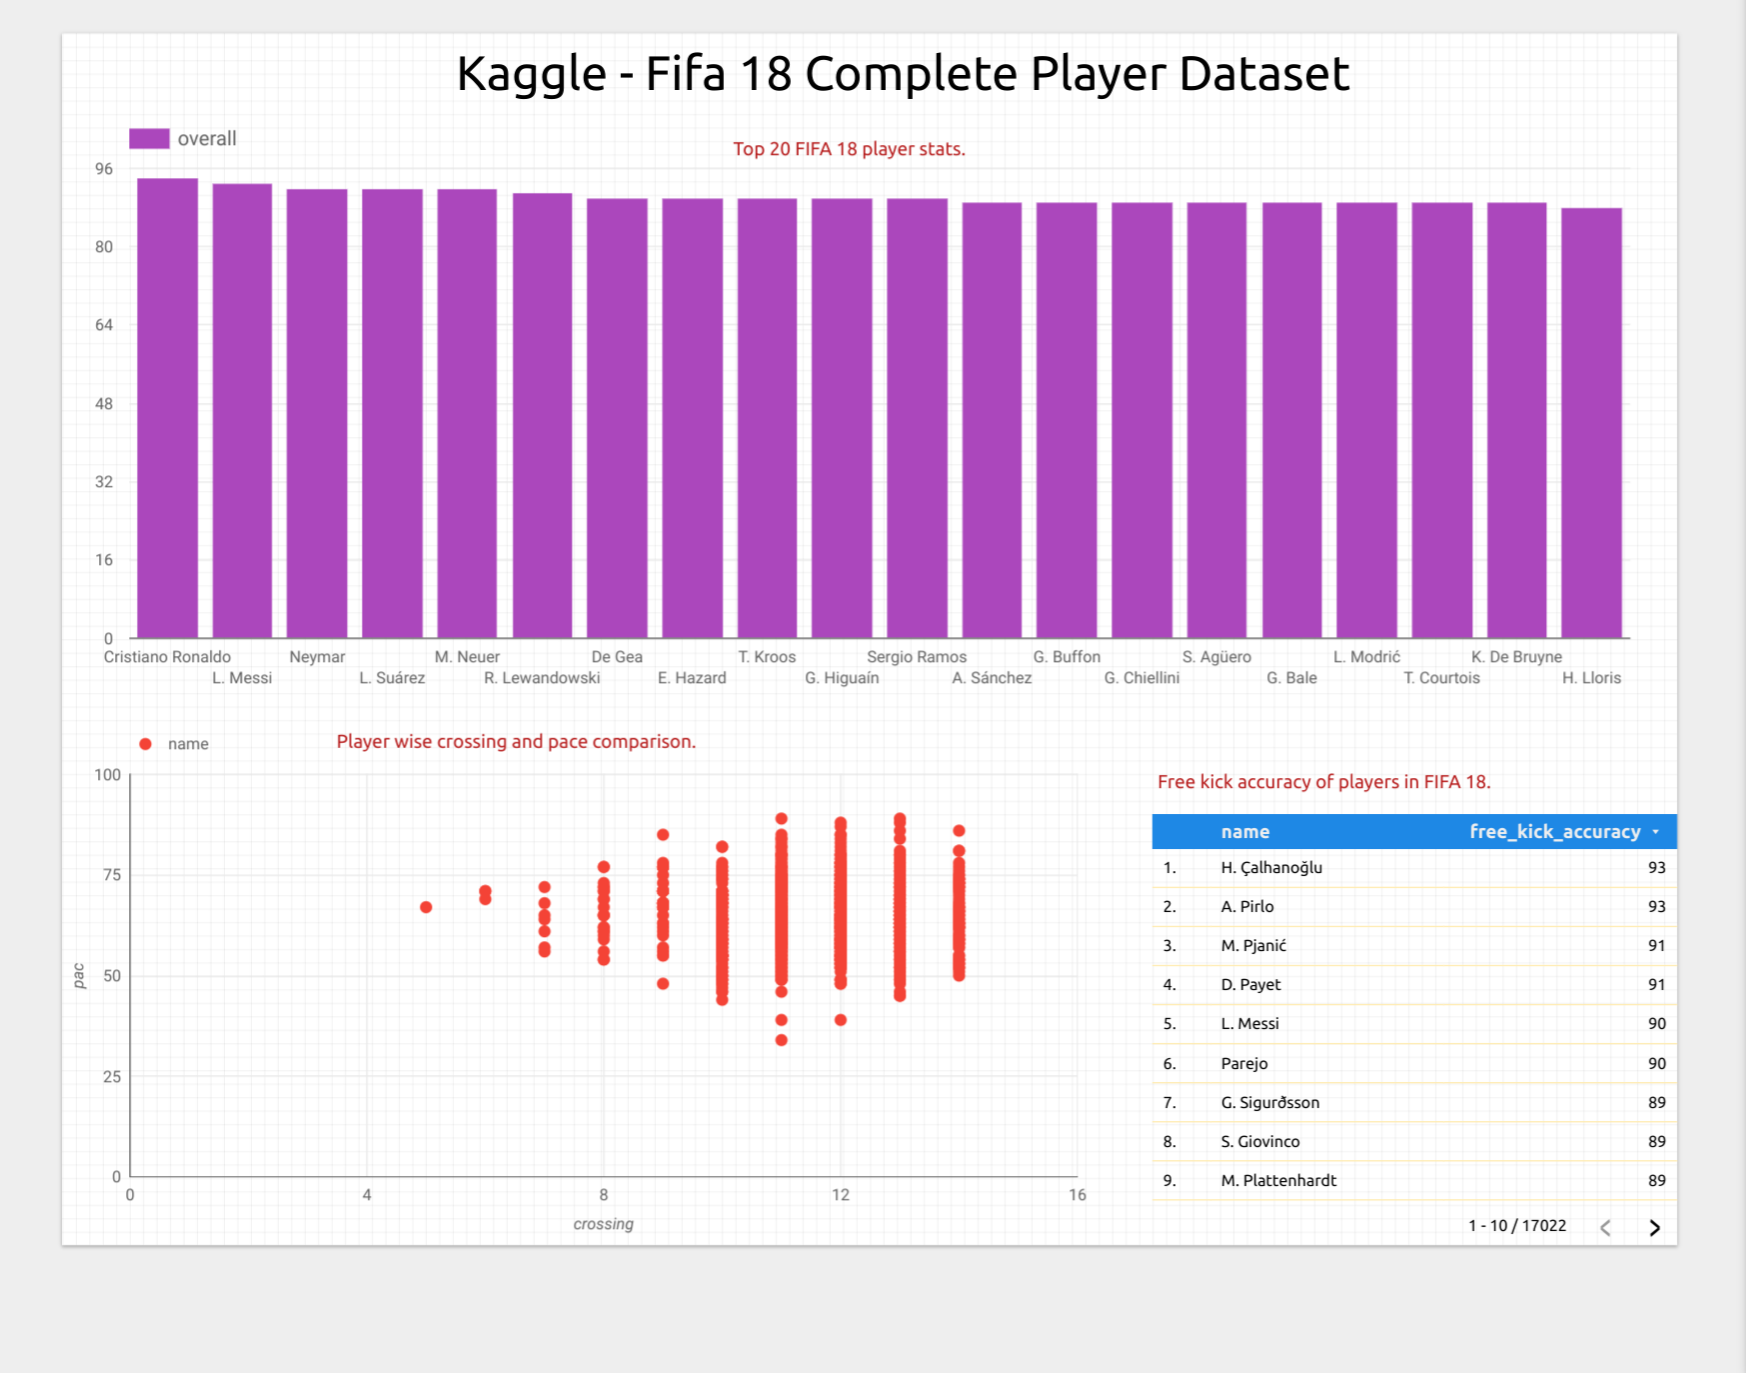 Kaggle - Fifa 18 Complete Player Dataset
overall
Top 20 FIFA 18 player stats.
96
80
64
48
32
16
0
Cristiano Ronaldo
L. Messi
Neymar
L. Suárez
M. Neuer
R. Lewandowski
De Gea
E. Hazard
T. Kroos
G. Higuaín
Sergio Ramos
A. Sánchez
G. Buffon
G. Chiellini
S. Agüero
G. Bale
L. Modrić
T. Courtois
K. De Bruyne
H. Lloris
name
Player wise crossing and pace comparison.
100
75
50
25
0
pac
0 4 8 12 16
crossing
Free kick accuracy of players in FIFA 18.
name free_kick_accuracy
1. H. Çalhanoğlu 93
2. A. Pirlo 93
3. M. Pjanić 91
4. D. Payet 91
5. L. Messi 90
6. Parejo 90
7. G. Sigurðsson 89
8. S. Giovinco 89
9. M. Plattenhardt 89
1 - 10 / 17022